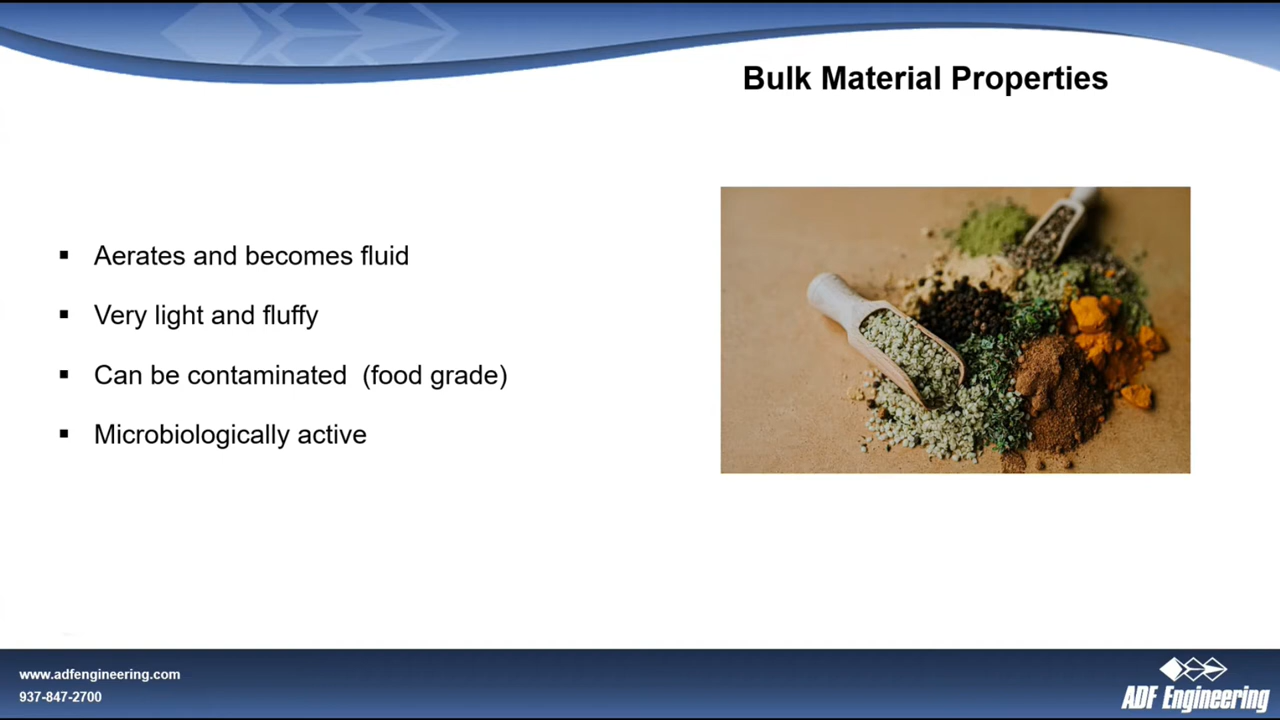 Bulk Material Properties
▪ Aerates and becomes fluid
▪ Very light and fluffy
▪ Can be contaminated  (food grade)
▪ Microbiologically active
www.adfengineering.com
937-847-2700
ADF Engineering